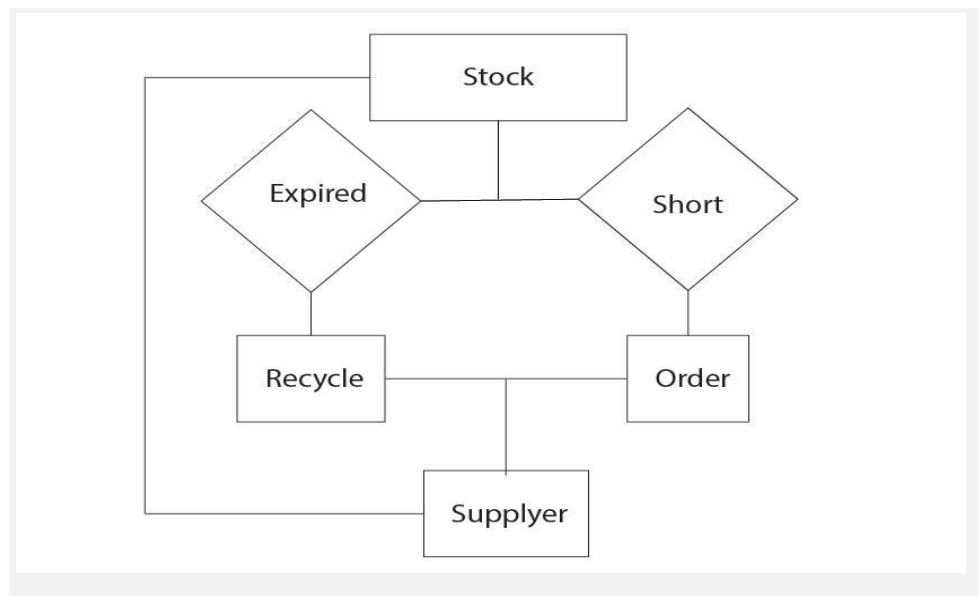 Stock
Expired
Short
Recycle
Order
Supplyer